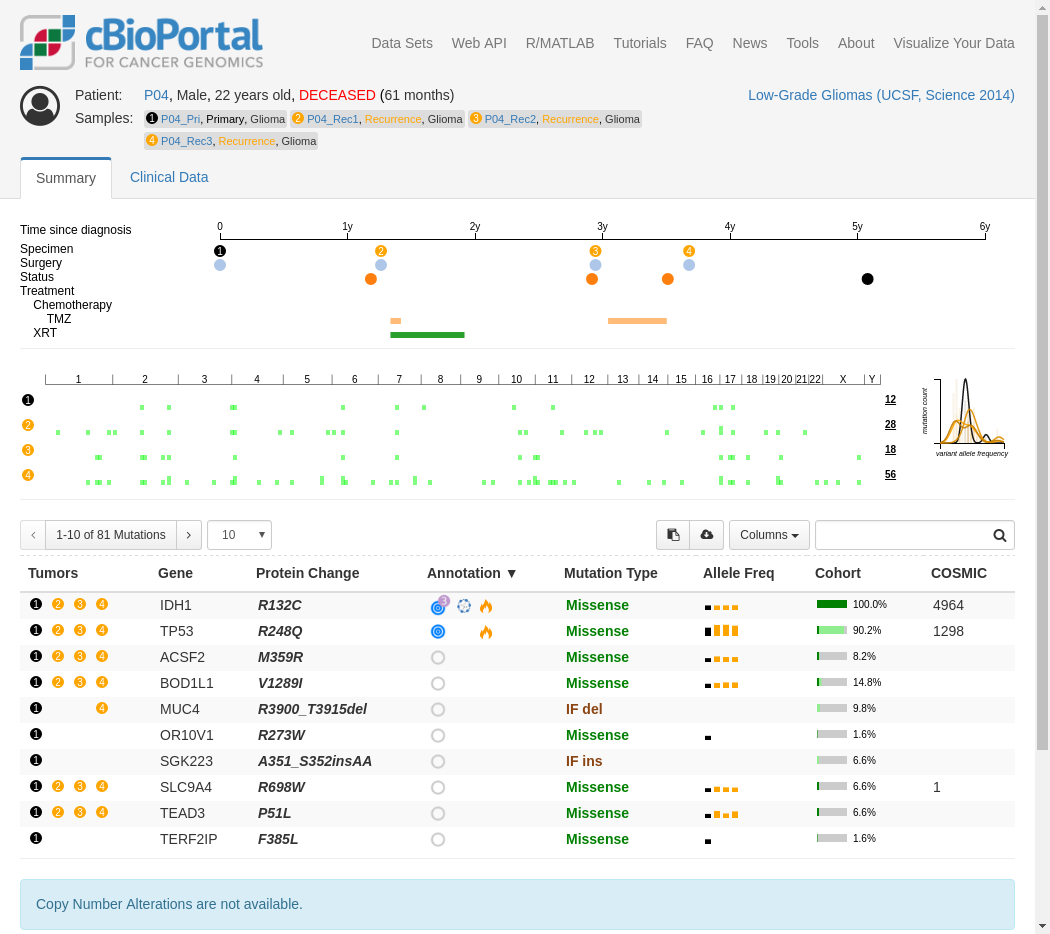 cBioPortal
FOR CANCER GENOMICS
Data Sets Web API R/MATLAB Tutorials FAQ News Tools About Visualize Your Data
Patient: P04, Male, 22 years old, DECEASED (61 months) Low-Grade Gliomas (UCSF, Science 2014)
Samples: 1 P04_Pri, Primary, Glioma 2 P04_Rec1, Recurrence, Glioma 3 P04_Rec2, Recurrence, Glioma
4 P04_Rec3, Recurrence, Glioma
Summary Clinical Data
Time since diagnosis 0 1y 2y 3y 4y 5y 6y
Specimen 1 2 3 4
Surgery
Status
Treatment
Chemotherapy
TMZ
XRT
1 2 3 4 5 6 7 8 9 10 11 12 13 14 15 16 17 18 19 20 21 22 X Y
1 12
2 28
3 18
4 56
mutation count
variant allele frequency
‹ 1-10 of 81 Mutations › 10 ▼ Columns
Tumors Gene Protein Change Annotation ▼ Mutation Type Allele Freq Cohort COSMIC
1 2 3 4 IDH1 R132C 3 Missense 100.0% 4964
1 2 3 4 TP53 R248Q Missense 90.2% 1298
1 2 3 4 ACSF2 M359R Missense 8.2%
1 2 3 4 BOD1L1 V1289I Missense 14.8%
1 4 MUC4 R3900_T3915del IF del 9.8%
1 OR10V1 R273W Missense 1.6%
1 SGK223 A351_S352insAA IF ins 6.6%
1 2 3 4 SLC9A4 R698W Missense 6.6% 1
1 2 3 4 TEAD3 P51L Missense 6.6%
1 TERF2IP F385L Missense 1.6%
Copy Number Alterations are not available.